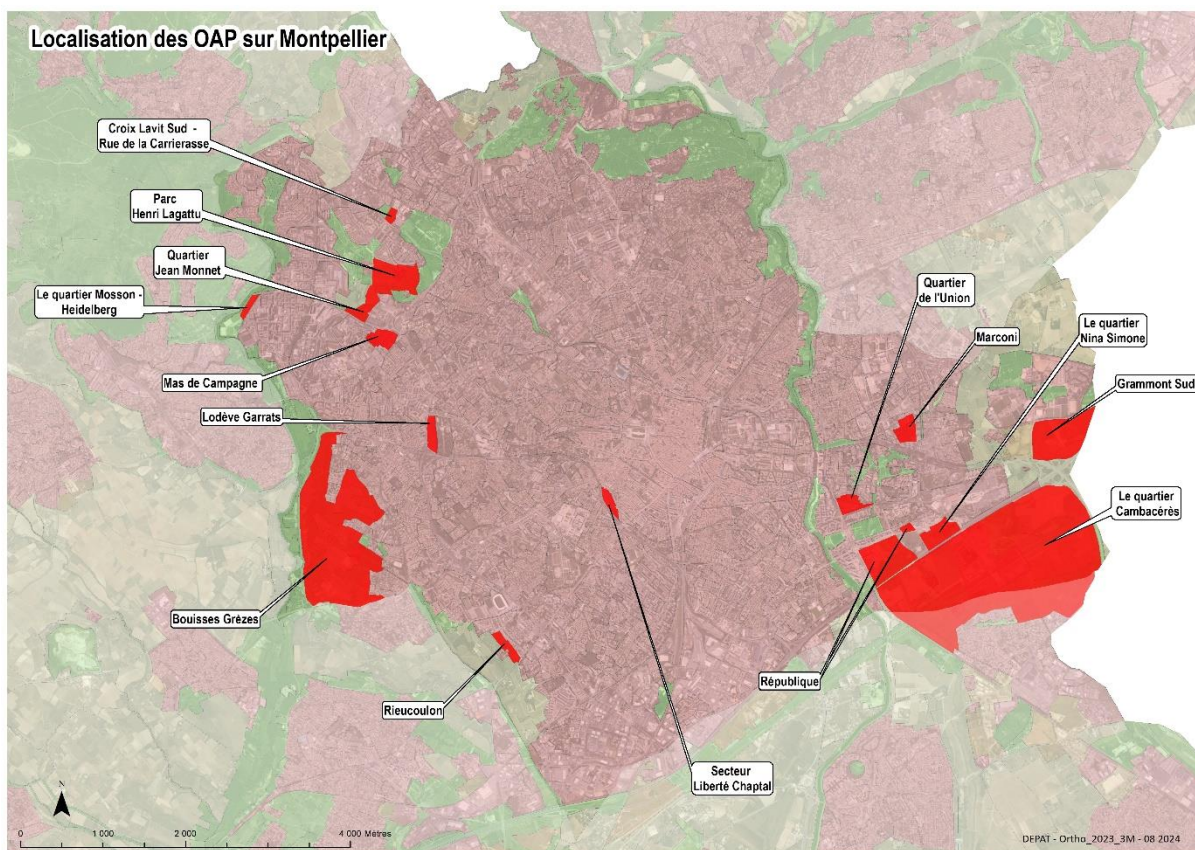 Localisation des OAP sur Montpellier
Croix Lavit Sud -
Rue de la Carrierasse
Parc
Henri Lagattu
Quartier
Jean Monnet
Le quartier Mosson -
Heidelberg
Mas de Campagne
Lodève Garrats
Bouisses Grèzes
Rieucoulon
Quartier
de l'Union
Marconi
Le quartier
Nina Simone
Grammont Sud
Le quartier
Cambacérès
République
Secteur
Liberté Chaptal
N
0 1 000 2 000 4 000 Mètres
DEPAT - Ortho_2023_3M - 08 2024